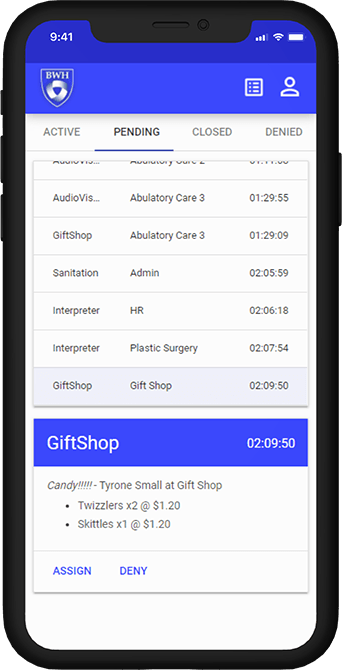 9:41
BWH
ACTIVE PENDING CLOSED DENIED
AudioVis... Abulatory Care 2
AudioVis... Abulatory Care 3 01:29:55
GiftShop Abulatory Care 3 01:29:09
Sanitation Admin 02:05:59
Interpreter HR 02:06:18
Interpreter Plastic Surgery 02:07:54
GiftShop Gift Shop 02:09:50
GiftShop 02:09:50
Candy!!!!! - Tyrone Small at Gift Shop
• Twizzlers x2 @ $1.20
• Skittles x1 @ $1.20
ASSIGN DENY